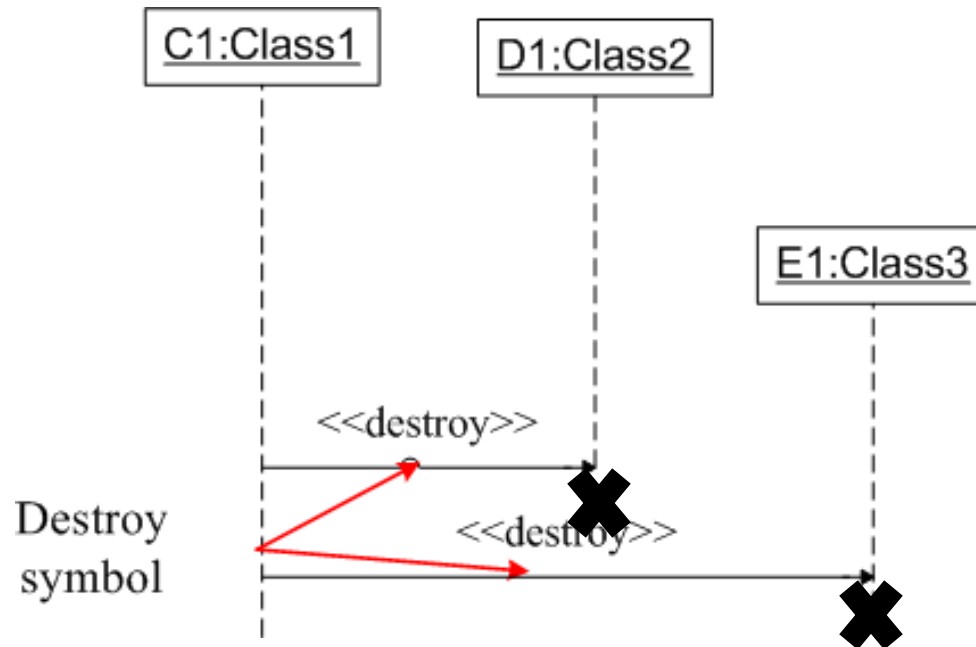 C1:Class1
D1:Class2
E1:Class3
<<destroy>>
Destroy
symbol
<<destroy>>